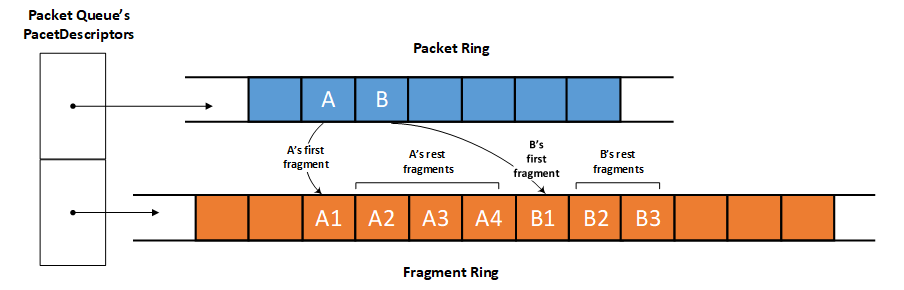 Packet Queue's
PacetDescriptors
Packet Ring
A
B
A's first
fragment
A's rest
fragments
B's
first
fragment
B's rest
fragments
A1
A2
A3
A4
B1
B2
B3
Fragment Ring